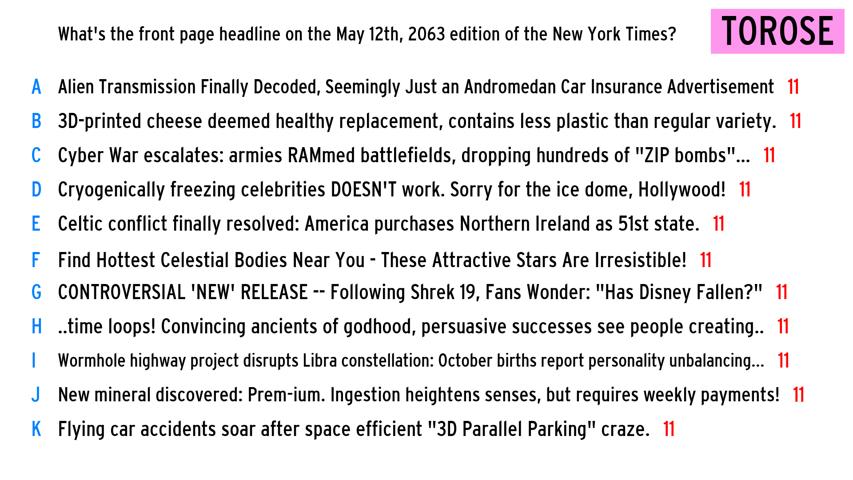 What's the front page headline on the May 12th, 2063 edition of the New York Times?
TOROSE
A Alien Transmission Finally Decoded, Seemingly Just an Andromedan Car Insurance Advertisement 11
B 3D-printed cheese deemed healthy replacement, contains less plastic than regular variety. 11
C Cyber War escalates: armies RAMmed battlefields, dropping hundreds of "ZIP bombs"... 11
D Cryogenically freezing celebrities DOESN'T work. Sorry for the ice dome, Hollywood! 11
E Celtic conflict finally resolved: America purchases Northern Ireland as 51st state. 11
F Find Hottest Celestial Bodies Near You - These Attractive Stars Are Irresistible! 11
G CONTROVERSIAL 'NEW' RELEASE -- Following Shrek 19, Fans Wonder: "Has Disney Fallen?" 11
H ..time loops! Convincing ancients of godhood, persuasive successes see people creating.. 11
I Wormhole highway project disrupts Libra constellation: October births report personality unbalancing... 11
J New mineral discovered: Prem-ium. Ingestion heightens senses, but requires weekly payments! 11
K Flying car accidents soar after space efficient "3D Parallel Parking" craze. 11